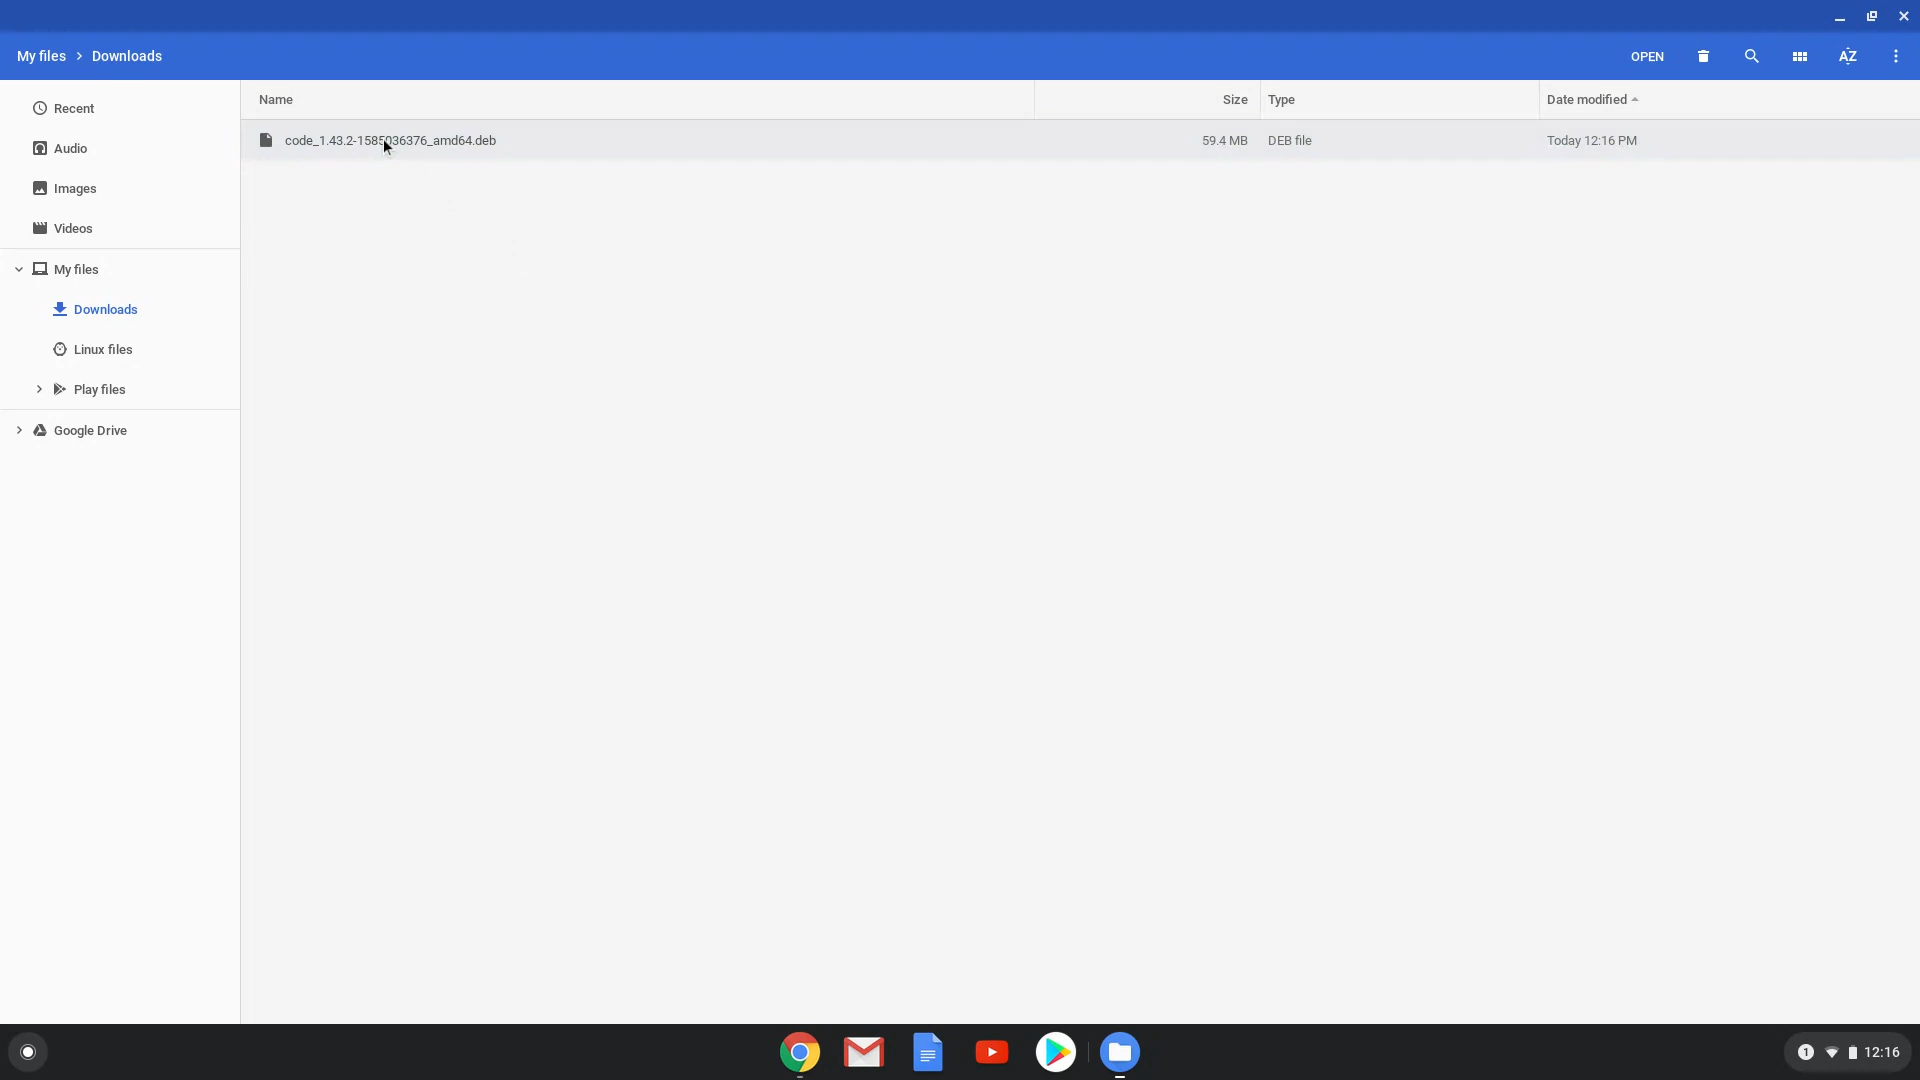 My files > Downloads
OPEN
AZ
Recent
Audio
Images
Videos
My files
Downloads
Linux files
Play files
Google Drive
Name Size Type Date modified
code_1.43.2-1585036376_amd64.deb 59.4 MB DEB file Today 12:16 PM
1 12:16